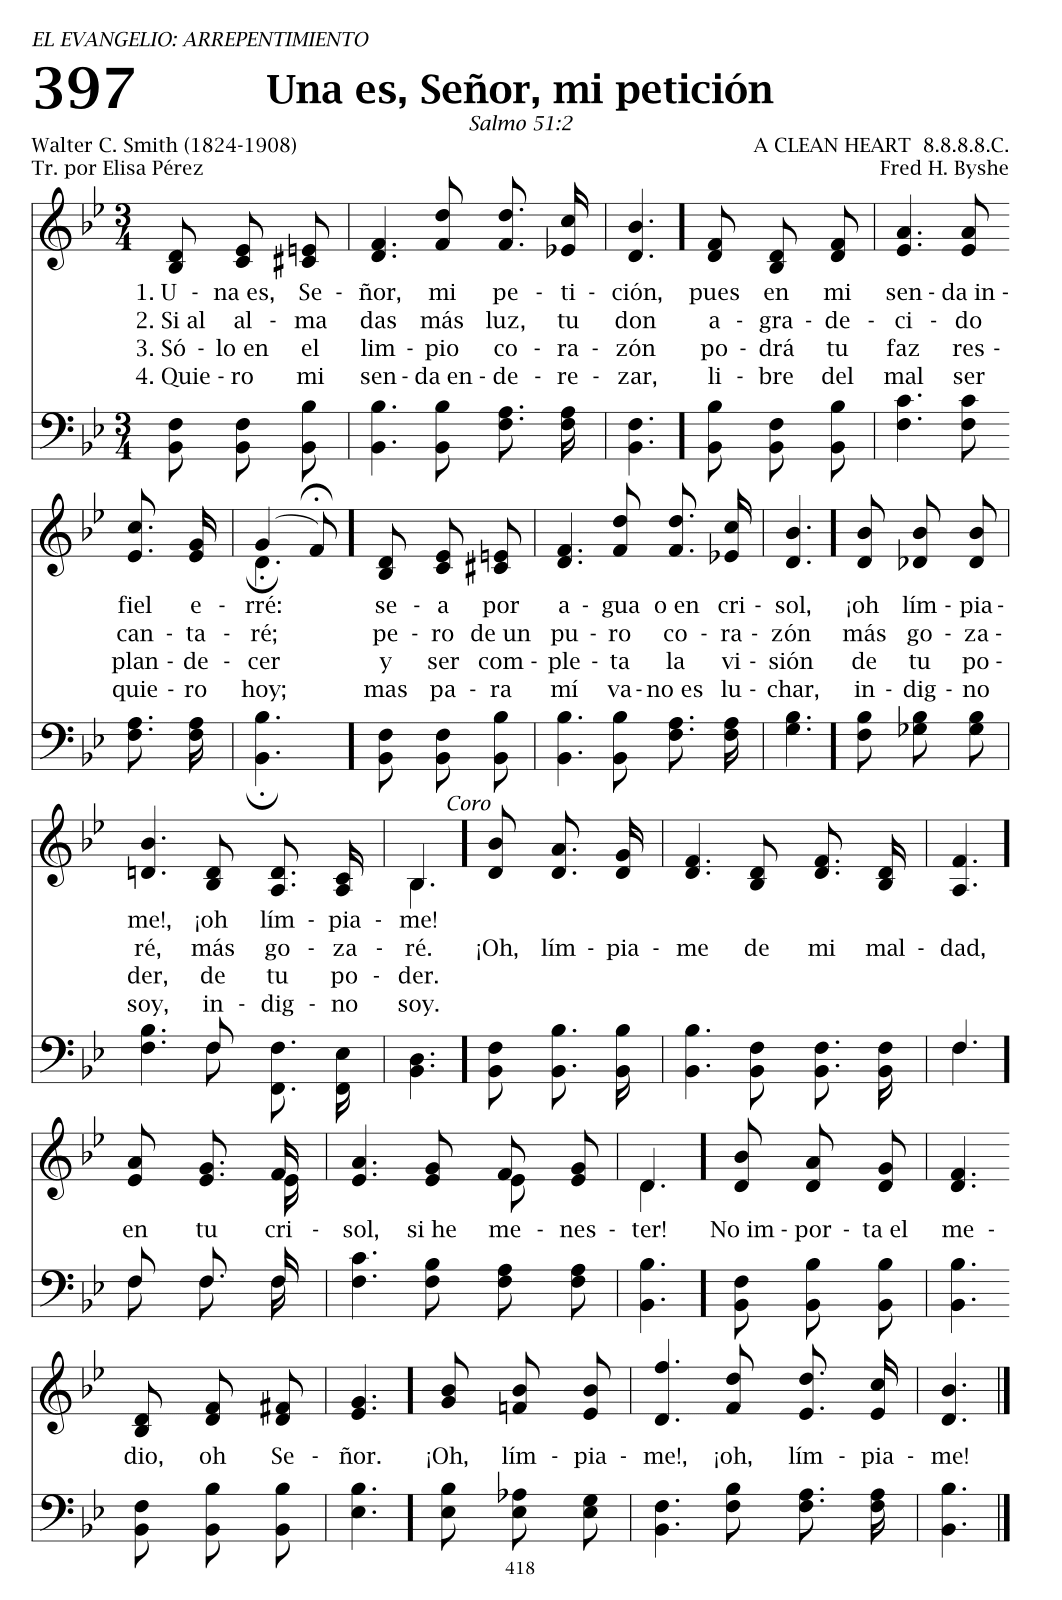 EL EVANGELIO: ARREPENTIMIENTO
397
Una es, Señor, mi petición
Salmo 51:2
Walter C. Smith (1824-1908)
A CLEAN HEART 8.8.8.8.C.
Tr. por Elisa Pérez
Fred H. Byshe
1. U - na es, Se - ñor, mi pe - ti - ción, pues en mi sen - da in -
2. Si al al - ma das más luz, tu don a - gra - de - ci - do
3. Só - lo en el lim - pio co - ra - zón po - drá tu faz res -
4. Quie - ro mi sen - da en - de - re - zar, li - bre del mal ser
fiel e - rré: se - a por a - gua o en cri - sol, ¡oh lím - pia -
can - ta - ré; pe - ro de un pu - ro co - ra - zón más go - za -
plan - de - cer y ser com - ple - ta la vi - sión de tu po -
quie - ro hoy; mas pa - ra mí va - no es lu - char, in - dig - no
Coro
me!, ¡oh lím - pia - me!
ré, más go - za - ré. ¡Oh, lím - pia - me de mi mal - dad,
der, de tu po - der.
soy, in - dig - no soy.
en tu cri - sol, si he me - nes - ter! No im - por - ta el me -
dio, oh Se - ñor. ¡Oh, lím - pia - me!, ¡oh, lím - pia - me!
418